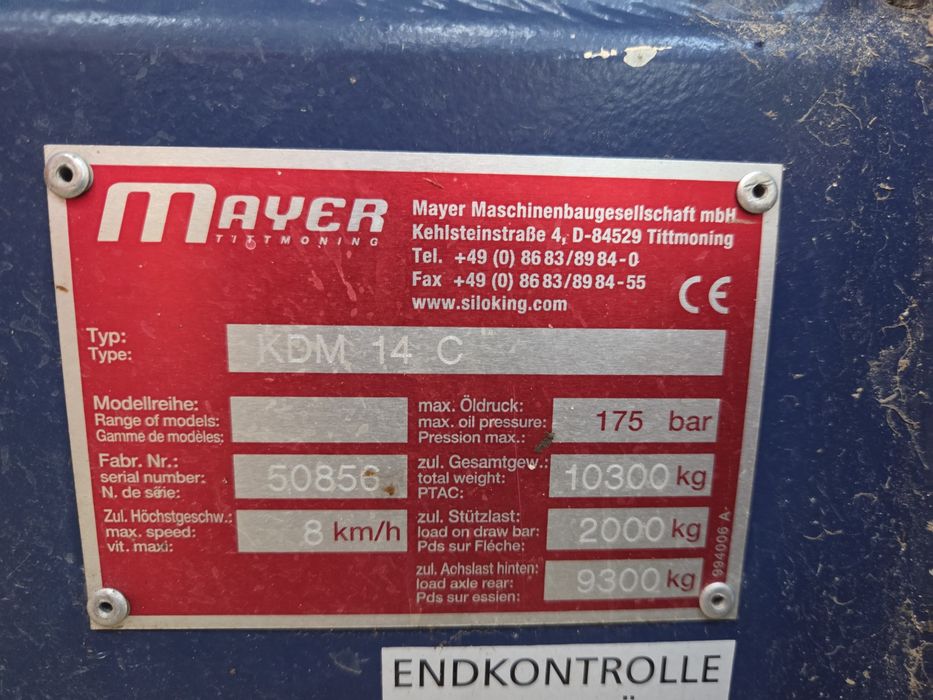 MAYER
TITTMONING
Mayer Maschinenbaugesellschaft mbH
Kehlsteinstraße 4, D-84529 Tittmoning
Tel. +49 (0) 86 83/89 84-0
Fax +49 (0) 86 83/89 84-55
www.siloking.com
CE
Typ:
Type:
KDM 14 C
Modellreihe:
Range of models:
Gamme de modèles:
max. Öldruck:
max. oil pressure:
Pression max.:
175 bar
Fabr. Nr.:
serial number:
N. de série:
50856
zul. Gesamtgew.:
total weight:
PTAC:
10300 kg
Zul. Höchstgeschw.:
max. speed:
vit. maxi:
8 km/h
zul. Stützlast:
load on draw bar:
Pds sur Fléche:
2000 kg
zul. Achslast hinten:
load axle rear:
Pds sur essien:
9300 kg
994006 A
ENDKONTROLLE